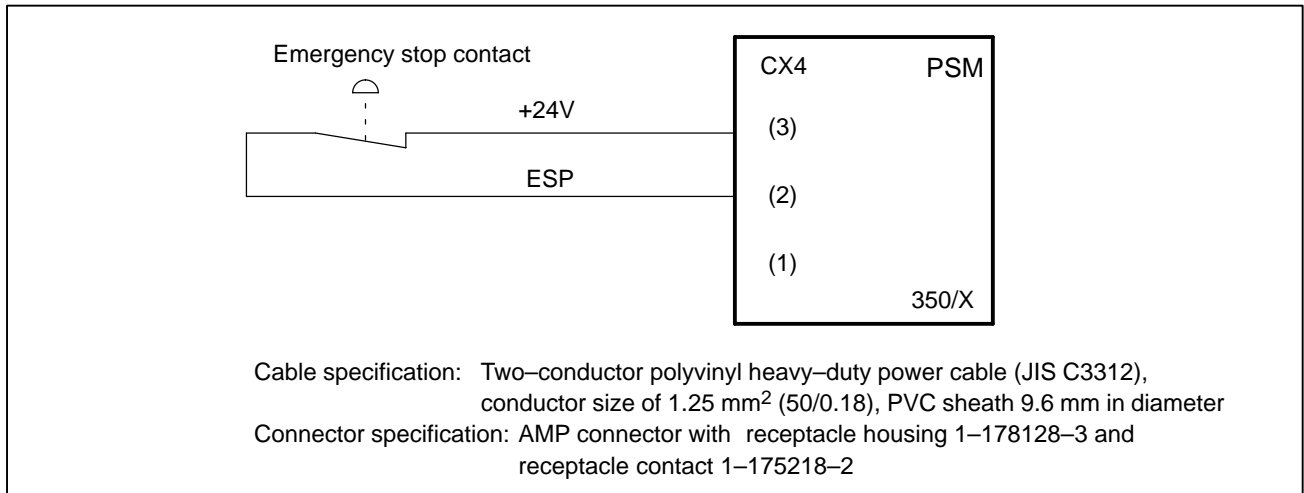 Emergency stop contact
CX4 PSM
+24V
(3)
ESP
(2)
(1)
350/X
Cable specification: Two–conductor polyvinyl heavy–duty power cable (JIS C3312),
conductor size of 1.25 mm² (50/0.18), PVC sheath 9.6 mm in diameter
Connector specification: AMP connector with receptacle housing 1–178128–3 and
receptacle contact 1–175218–2